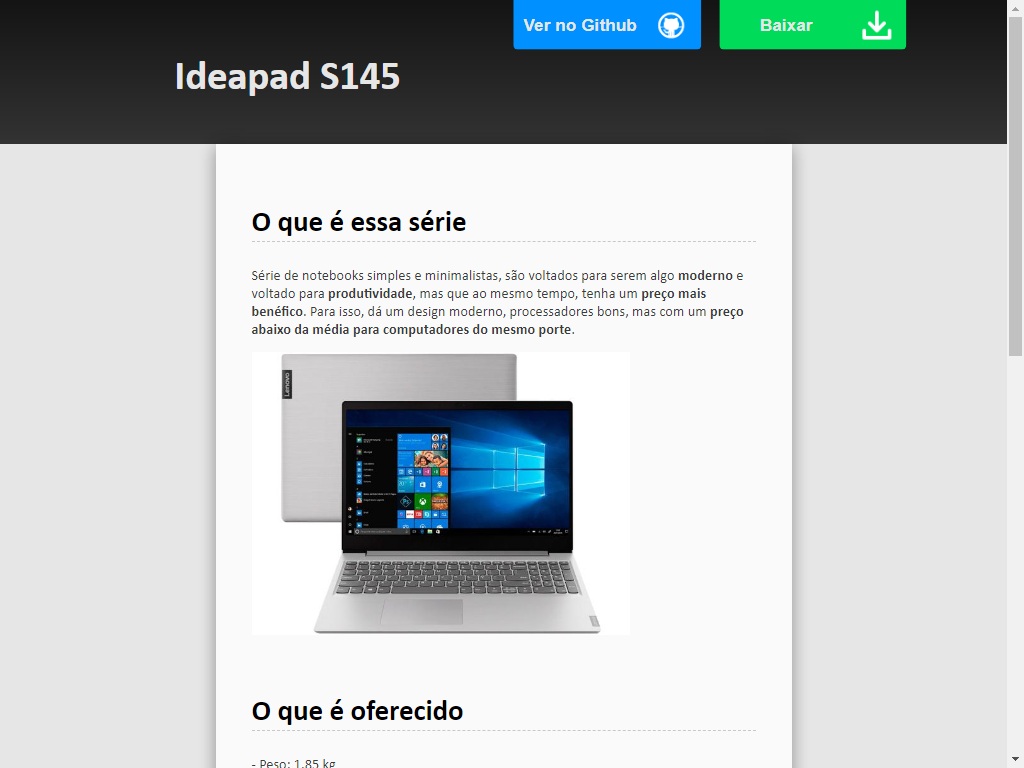 Ver no Github
Baixar
Ideapad S145
O que é essa série
Série de notebooks simples e minimalistas, são voltados para serem algo moderno e
voltado para produtividade, mas que ao mesmo tempo, tenha um preço mais
benéfico. Para isso, dá um design moderno, processadores bons, mas com um preço
abaixo da média para computadores do mesmo porte.
Lenovo
O que é oferecido
- Peso: 1,85 kg